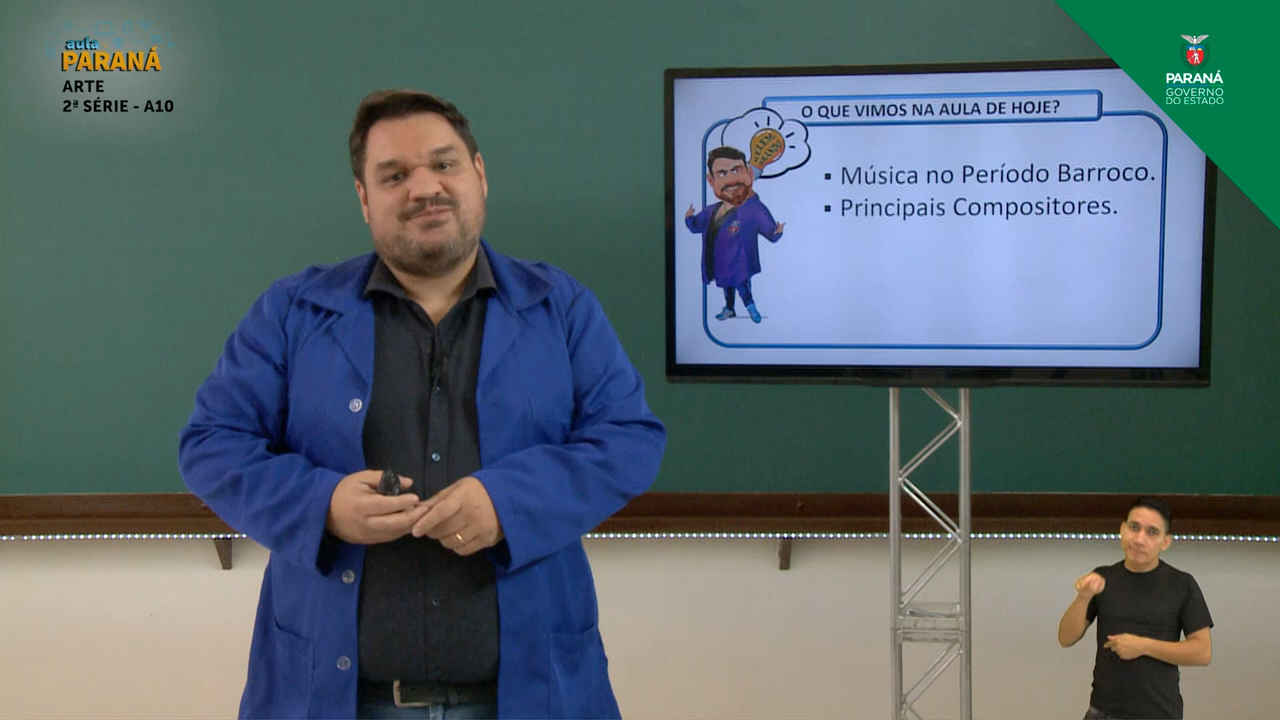 aula
PARANÁ
ARTE
2ª SÉRIE - A10
O QUE VIMOS NA AULA DE HOJE?
▪ Música no Período Barroco.
▪ Principais Compositores.
PARANÁ
GOVERNO
DO ESTADO